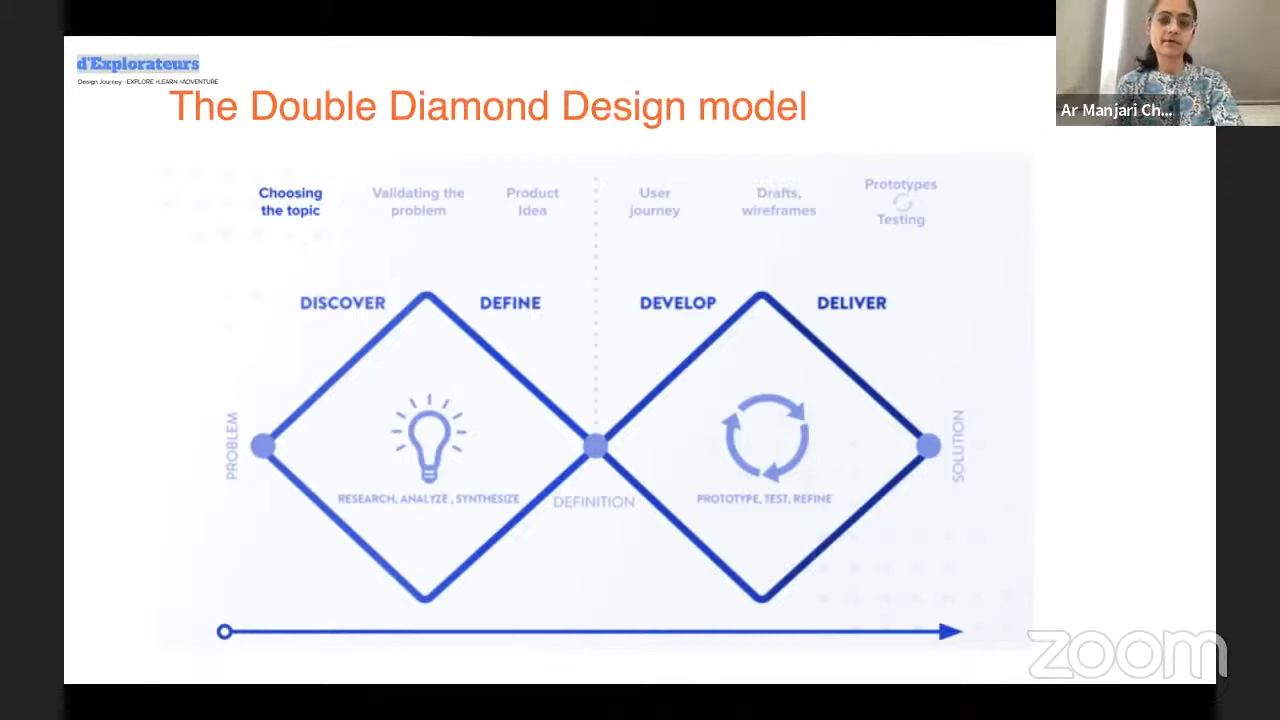 d'Explorateurs
Design Journey - EXPLORE +LEARN +ADVENTURE
The Double Diamond Design model
Ar Manjari Ch...
Choosing
the topic
Validating the
problem
Product
Idea
User
journey
Drafts,
wireframes
Prototypes
Testing
DISCOVER
DEFINE
DEVELOP
DELIVER
PROBLEM
RESEARCH, ANALYZE , SYNTHESIZE
DEFINITION
PROTOTYPE, TEST, REFINE
SOLUTION
zoom